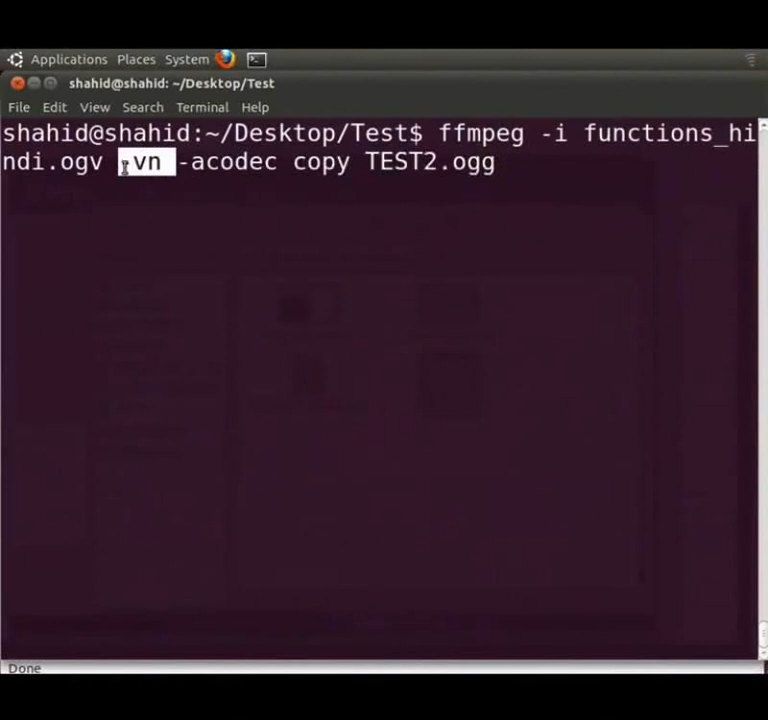 Applications Places System
shahid@shahid: ~/Desktop/Test
File Edit View Search Terminal Help
shahid@shahid:~/Desktop/Test$ ffmpeg -i functions_hi
ndi.ogv -vn -acodec copy TEST2.ogg
Done